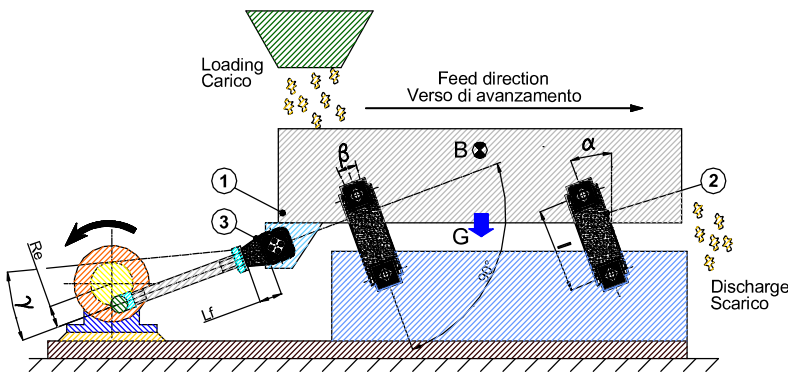 Loading
Carico
Feed direction
Verso di avanzamento
β
B
α
1
2
3
G
Re
l
90°
γ
Lf
Discharge
Scarico